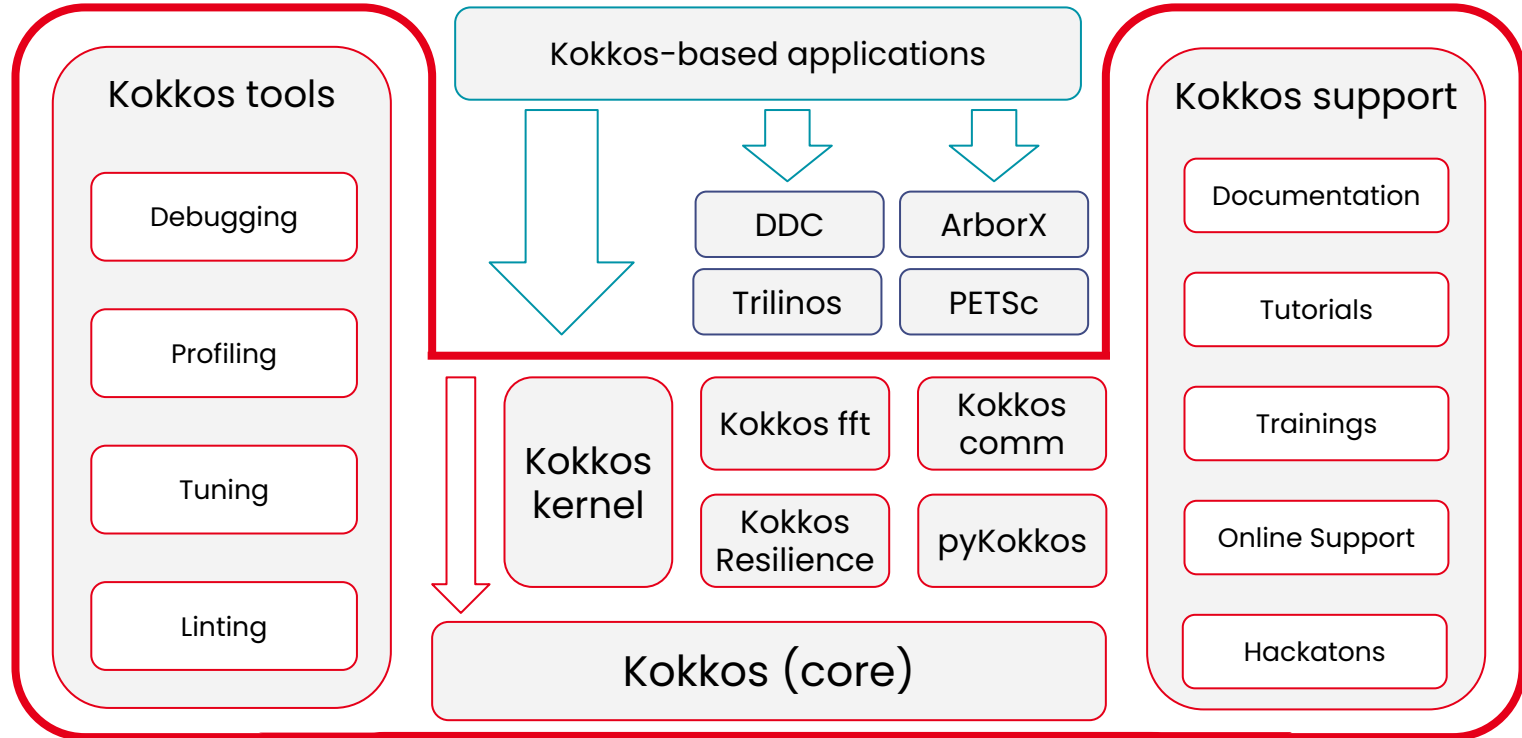 Kokkos-based applications
Kokkos tools
Debugging
Profiling
Tuning
Linting
DDC
ArborX
Trilinos
PETSc
Kokkos
kernel
Kokkos fft
Kokkos
comm
Kokkos
Resilience
pyKokkos
Kokkos (core)
Kokkos support
Documentation
Tutorials
Trainings
Online Support
Hackatons